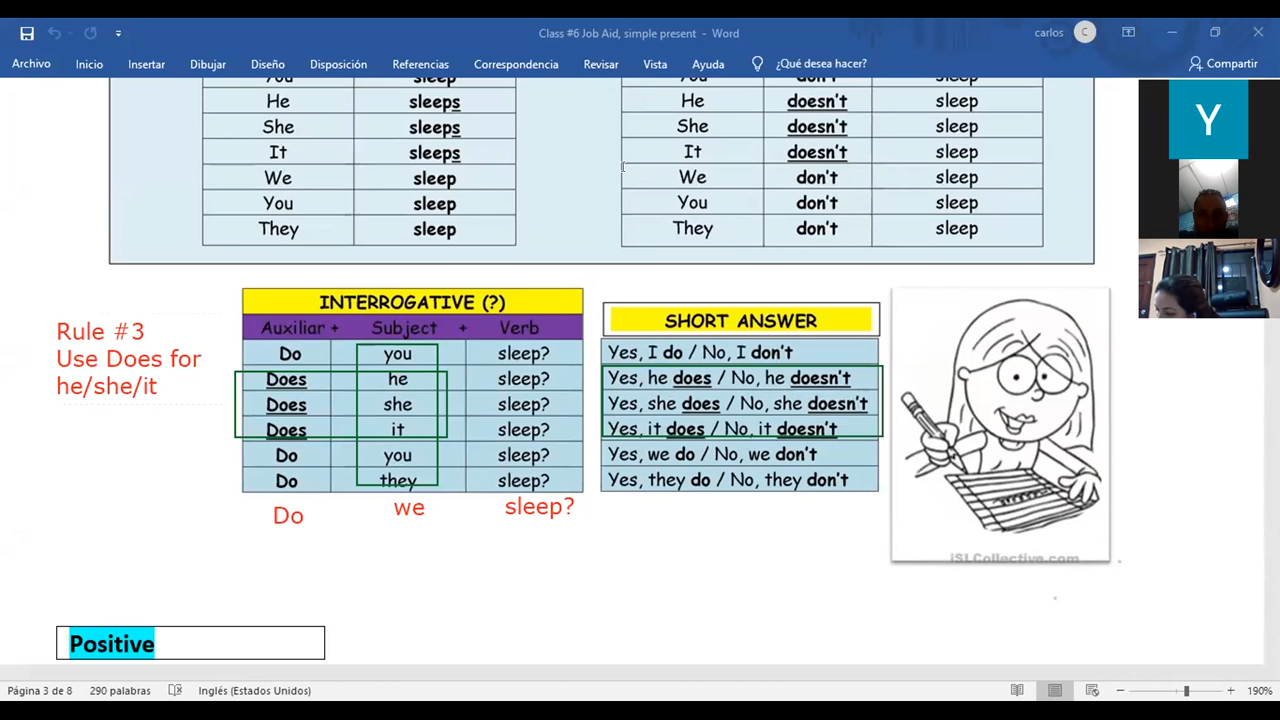 Class #6 Job Aid, simple present - Word
carlos
C
Archivo
Inicio
Insertar
Dibujar
Diseño
Disposición
Referencias
Correspondencia
Revisar
Vista
Ayuda
¿Qué desea hacer?
Compartir
You sleep
He sleeps
She sleeps
It sleeps
We sleep
You sleep
They sleep
You don't sleep
He doesn't sleep
She doesn't sleep
It doesn't sleep
We don't sleep
You don't sleep
They don't sleep
Y
Rule #3
Use Does for
he/she/it
INTERROGATIVE (?)
Auxiliar + Subject + Verb
Do you sleep?
Does he sleep?
Does she sleep?
Does it sleep?
Do you sleep?
Do they sleep?
Do we sleep?
SHORT ANSWER
Yes, I do / No, I don't
Yes, he does / No, he doesn't
Yes, she does / No, she doesn't
Yes, it does / No, it doesn't
Yes, we do / No, we don't
Yes, they do / No, they don't
iSLCollective.com
Positive
Página 3 de 8
290 palabras
Inglés (Estados Unidos)
190%